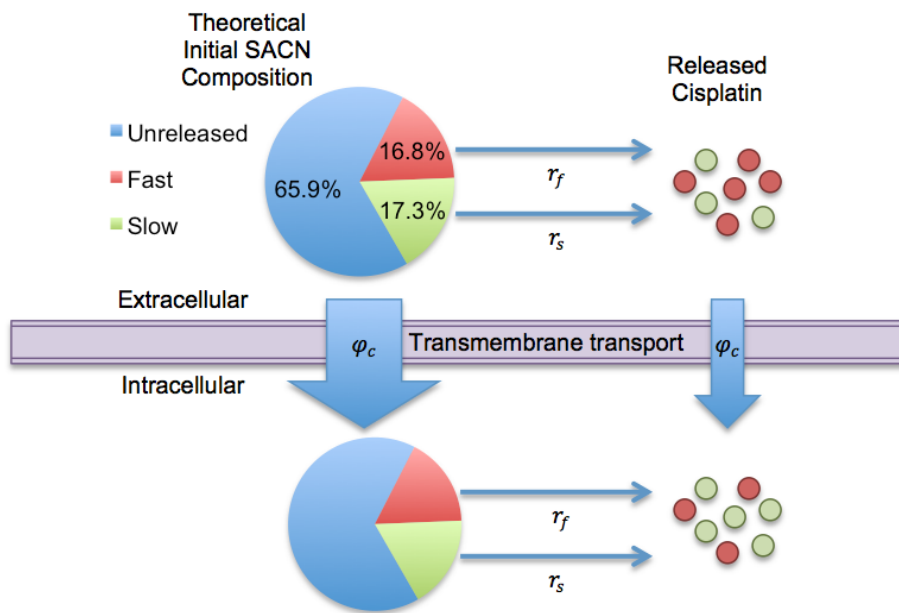 Theoretical
Initial SACN
Composition
Released
Cisplatin
Unreleased
Fast
Slow
16.8%
65.9%
17.3%
r_f
r_s
Extracellular
φ_c
Transmembrane transport
φ_c
Intracellular
r_f
r_s